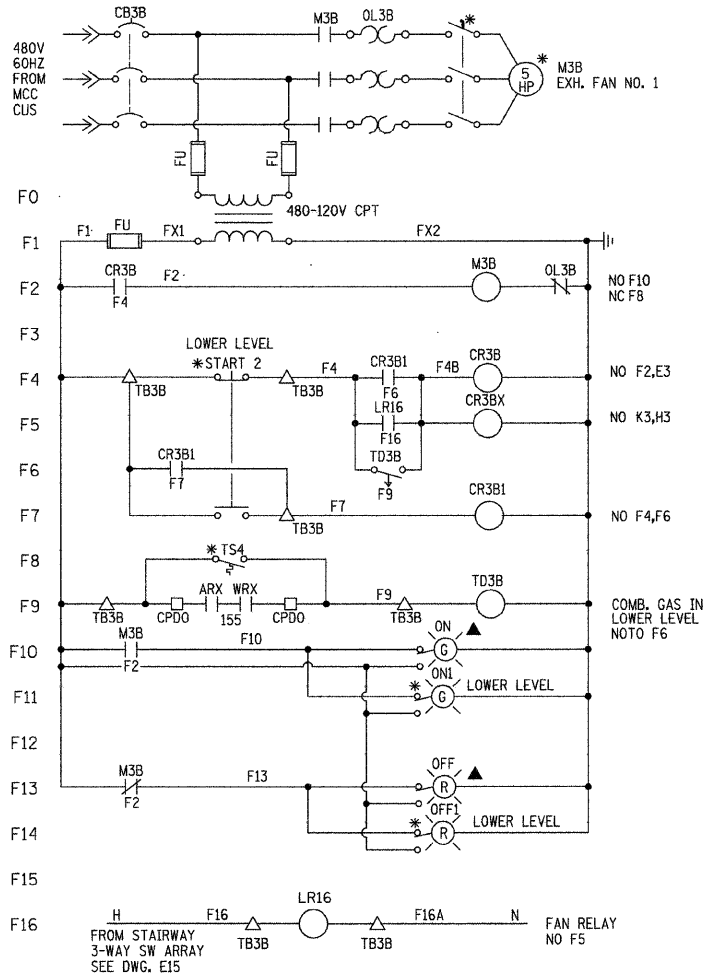 CB3B
M3B
OL3B
*
480V
60HZ
FROM
MCC
CUS
5
HP
*
M3B
EXH. FAN NO. 1
FU
FU
F0
480-120V CPT
F1
F1
FU
FX1
FX2
F2
CR3B
F4
F2
M3B
OL3B
NO F10
NC F8
F3
LOWER LEVEL
*START 2
F4
TB3B
TB3B
F4
CR3B1
F6
F4B
CR3B
NO F2,E3
F5
LR16
F16
CR3BX
NO K3,H3
F6
CR3B1
F7
TD3B
F9
F7
TB3B
F7
CR3B1
NO F4,F6
F8
* TS4
F9
TB3B
CPDO
ARX
WRX
155
CPDO
F9
TB3B
TD3B
COMB. GAS IN
LOWER LEVEL
NOTO F6
F10
M3B
F2
F10
ON
G
F11
*
ON1
G
LOWER LEVEL
F12
F13
M3B
F2
F13
OFF
R
F14
*
OFF1
R
LOWER LEVEL
F15
F16
H
F16
TB3B
LR16
TB3B
F16A
N
FAN RELAY
NO F5
FROM STAIRWAY
3-WAY SW ARRAY
SEE DWG. E15